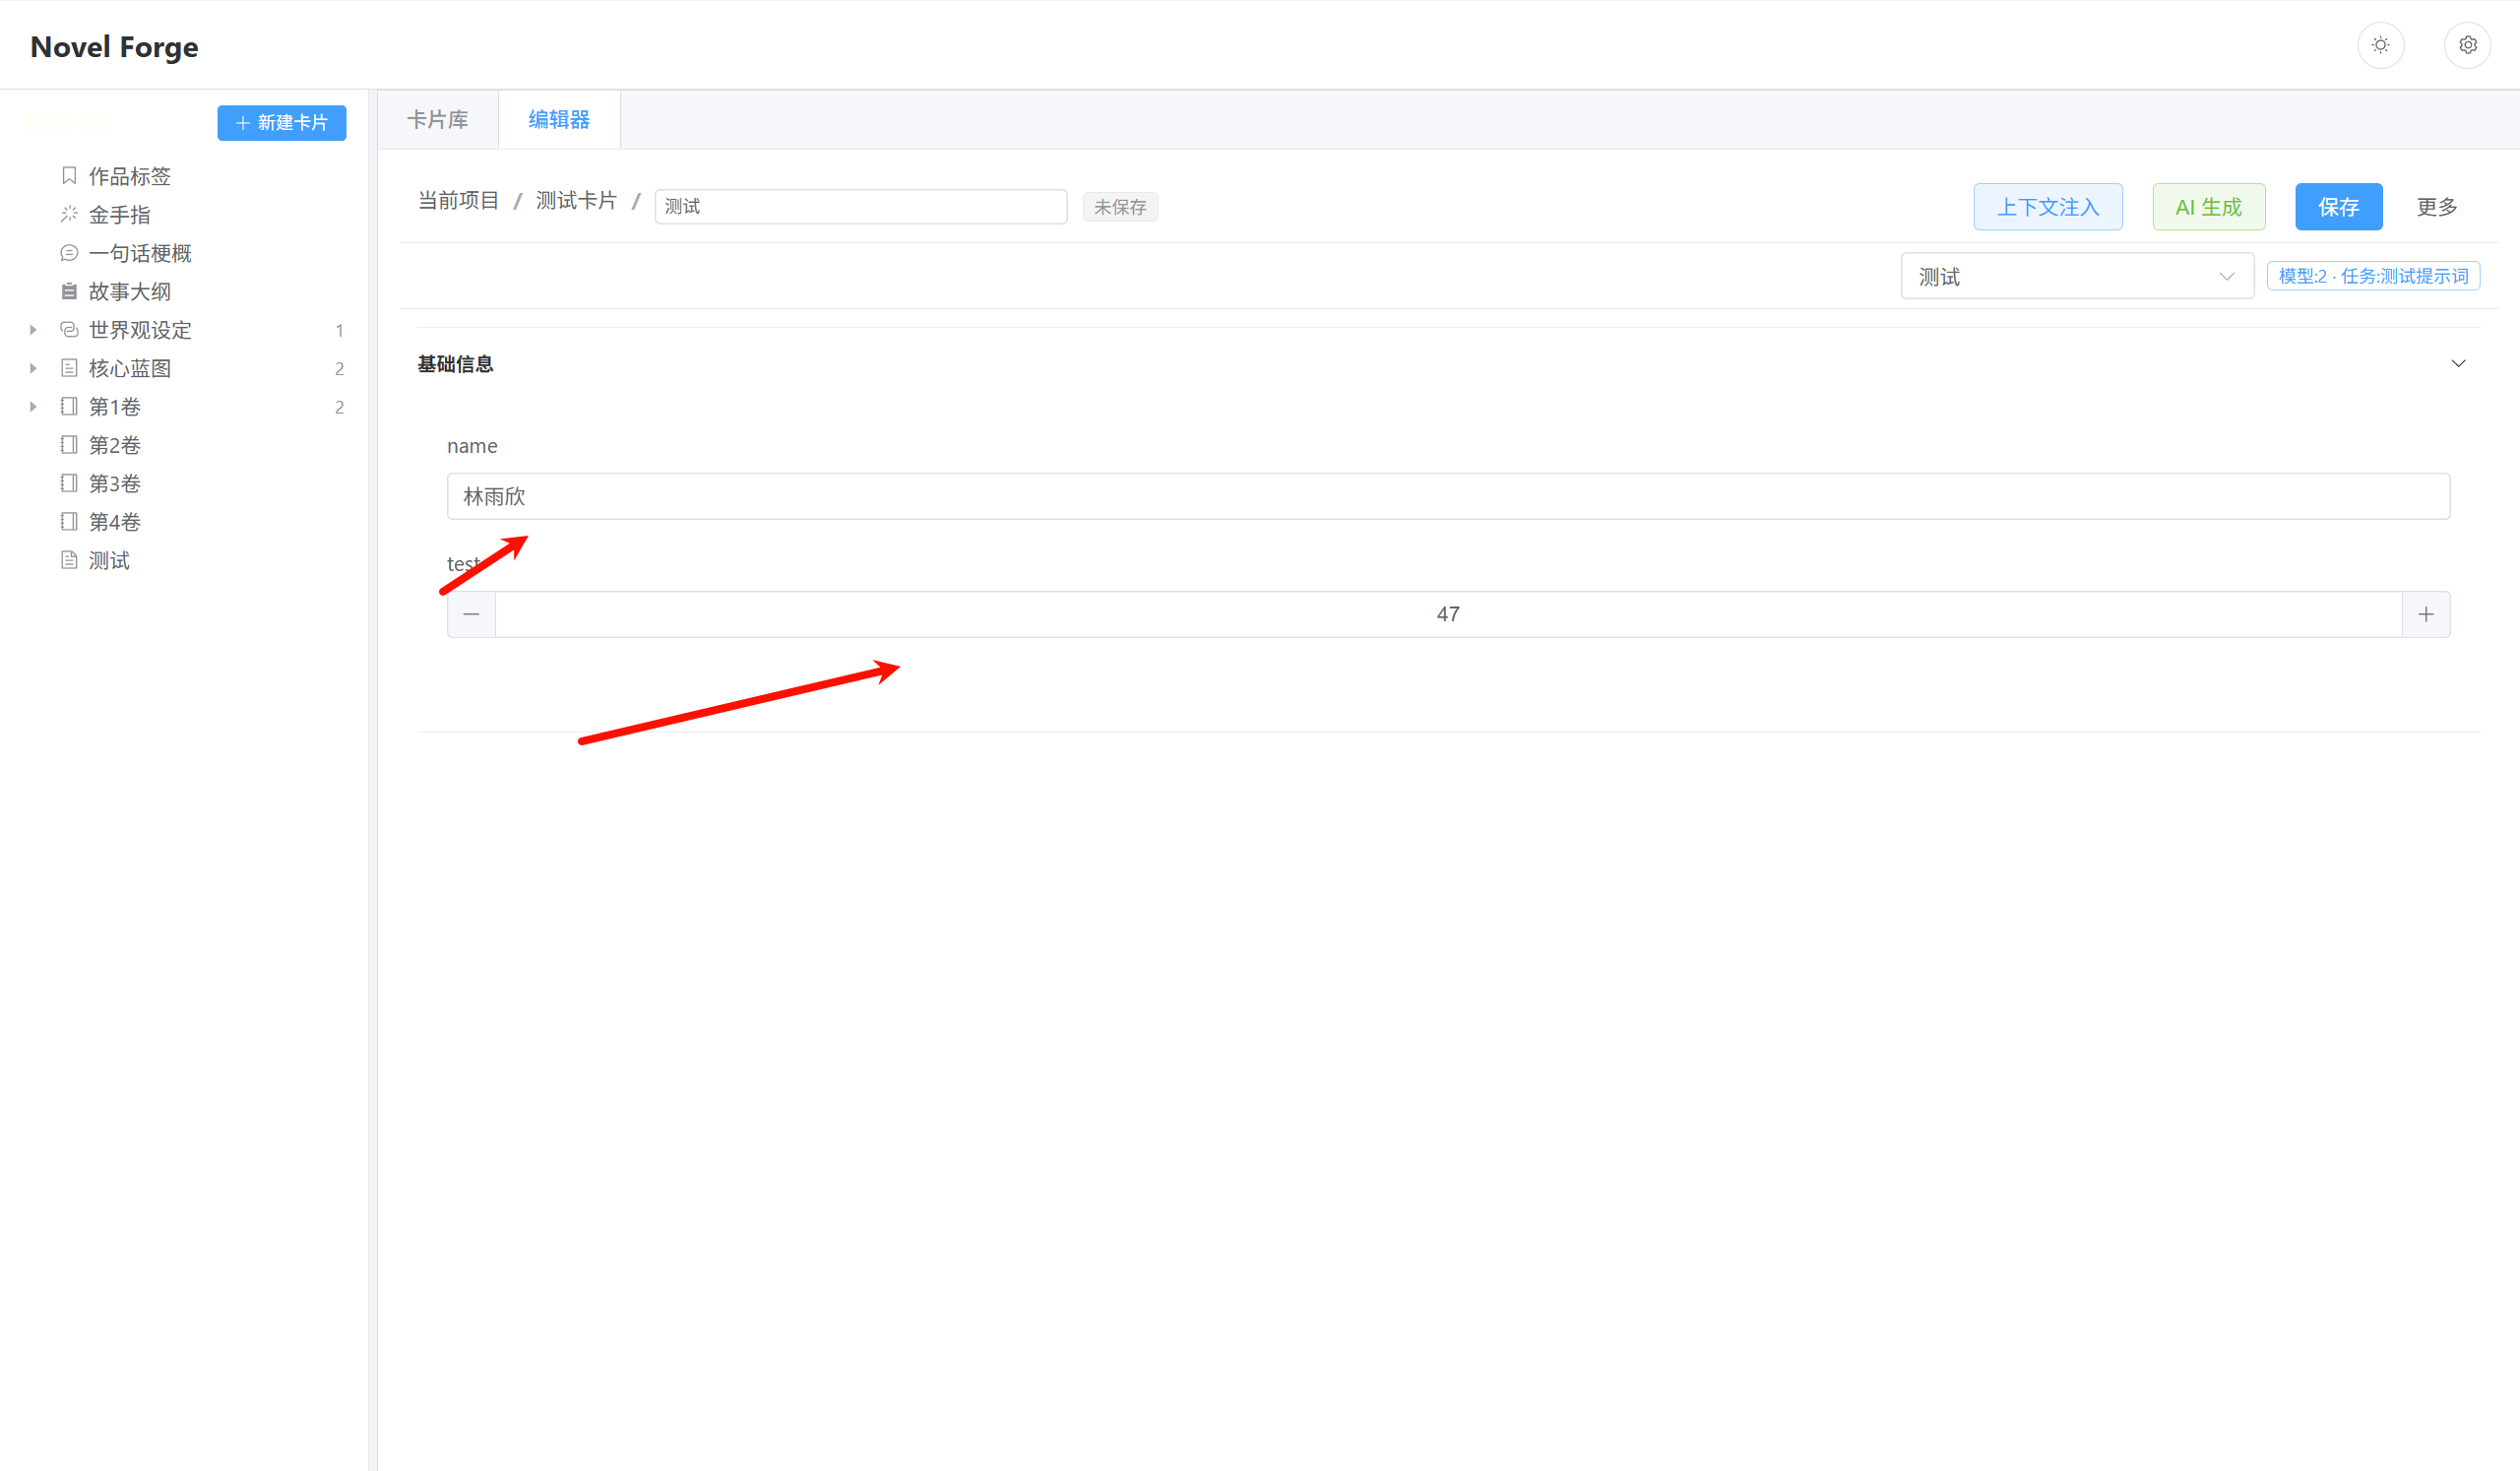 Novel Forge
新建卡片
作品标签
金手指
一句话梗概
故事大纲
世界观设定 1
核心蓝图 2
第1卷 2
第2卷
第3卷
第4卷
测试
卡片库 编辑器
当前项目 / 测试卡片 / 测试 未保存 上下文注入 AI 生成 保存 更多
测试 模型:2 · 任务:测试提示词
基础信息
name
林雨欣
test
47